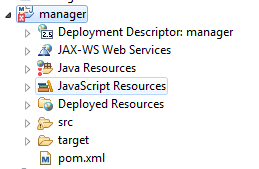 manager
Deployment Descriptor: manager
JAX-WS Web Services
Java Resources
JavaScript Resources
Deployed Resources
src
target
pom.xml